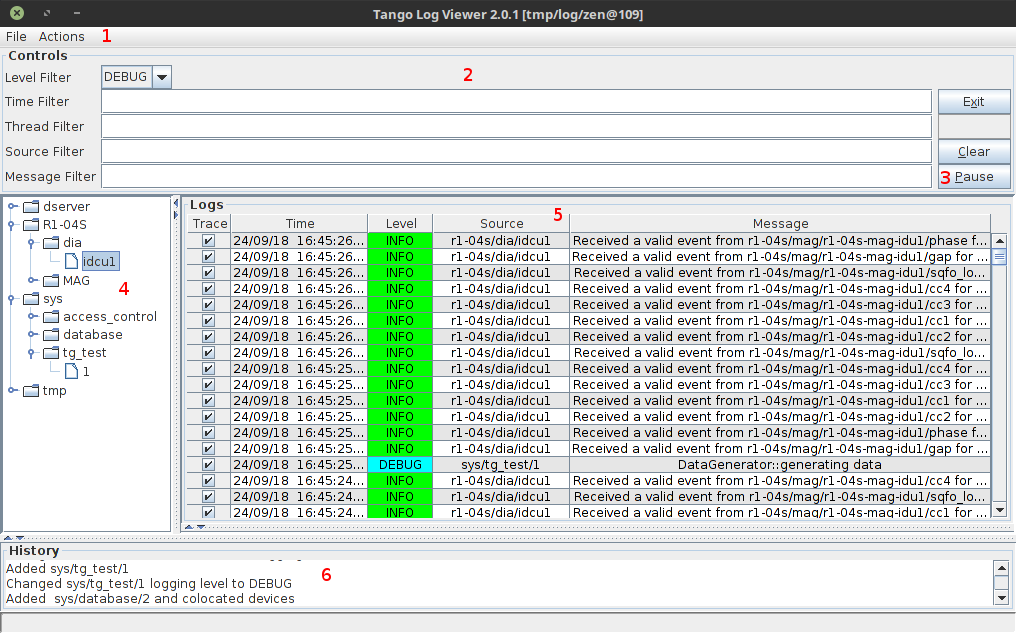 Tango Log Viewer 2.0.1 [tmp/log/zen@109]
File Actions 1
Controls
Level Filter DEBUG 2
Time Filter Exit
Thread Filter
Source Filter Clear
Message Filter 3 Pause
dserver
R1-04S
dia
idcu1
MAG
4
sys
access_control
database
tg_test
1
tmp
Logs
5
Trace Time Level Source Message
24/09/18 16:45:26... INFO r1-04s/dia/idcu1 Received a valid event from r1-04s/mag/r1-04s-mag-idu1/phase f...
24/09/18 16:45:26... INFO r1-04s/dia/idcu1 Received a valid event from r1-04s/mag/r1-04s-mag-idu1/gap for ...
24/09/18 16:45:26... INFO r1-04s/dia/idcu1 Received a valid event from r1-04s/mag/r1-04s-mag-idu1/sqfo_lo...
24/09/18 16:45:26... INFO r1-04s/dia/idcu1 Received a valid event from r1-04s/mag/r1-04s-mag-idu1/cc4 for ...
24/09/18 16:45:26... INFO r1-04s/dia/idcu1 Received a valid event from r1-04s/mag/r1-04s-mag-idu1/cc3 for ...
24/09/18 16:45:26... INFO r1-04s/dia/idcu1 Received a valid event from r1-04s/mag/r1-04s-mag-idu1/cc1 for ...
24/09/18 16:45:26... INFO r1-04s/dia/idcu1 Received a valid event from r1-04s/mag/r1-04s-mag-idu1/cc2 for ...
24/09/18 16:45:26... INFO r1-04s/dia/idcu1 Received a valid event from r1-04s/mag/r1-04s-mag-idu1/sqfo_lo...
24/09/18 16:45:25... INFO r1-04s/dia/idcu1 Received a valid event from r1-04s/mag/r1-04s-mag-idu1/cc4 for ...
24/09/18 16:45:25... INFO r1-04s/dia/idcu1 Received a valid event from r1-04s/mag/r1-04s-mag-idu1/cc3 for ...
24/09/18 16:45:25... INFO r1-04s/dia/idcu1 Received a valid event from r1-04s/mag/r1-04s-mag-idu1/cc1 for ...
24/09/18 16:45:25... INFO r1-04s/dia/idcu1 Received a valid event from r1-04s/mag/r1-04s-mag-idu1/cc2 for ...
24/09/18 16:45:25... INFO r1-04s/dia/idcu1 Received a valid event from r1-04s/mag/r1-04s-mag-idu1/phase f...
24/09/18 16:45:25... INFO r1-04s/dia/idcu1 Received a valid event from r1-04s/mag/r1-04s-mag-idu1/gap for ...
24/09/18 16:45:25... DEBUG sys/tg_test/1 DataGenerator::generating data
24/09/18 16:45:24... INFO r1-04s/dia/idcu1 Received a valid event from r1-04s/mag/r1-04s-mag-idu1/cc4 for ...
24/09/18 16:45:24... INFO r1-04s/dia/idcu1 Received a valid event from r1-04s/mag/r1-04s-mag-idu1/sqfo_lo...
24/09/18 16:45:24... INFO r1-04s/dia/idcu1 Received a valid event from r1-04s/mag/r1-04s-mag-idu1/cc1 for ...
History
Added sys/tg_test/1
Changed sys/tg_test/1 logging level to DEBUG 6
Added sys/database/2 and colocated devices